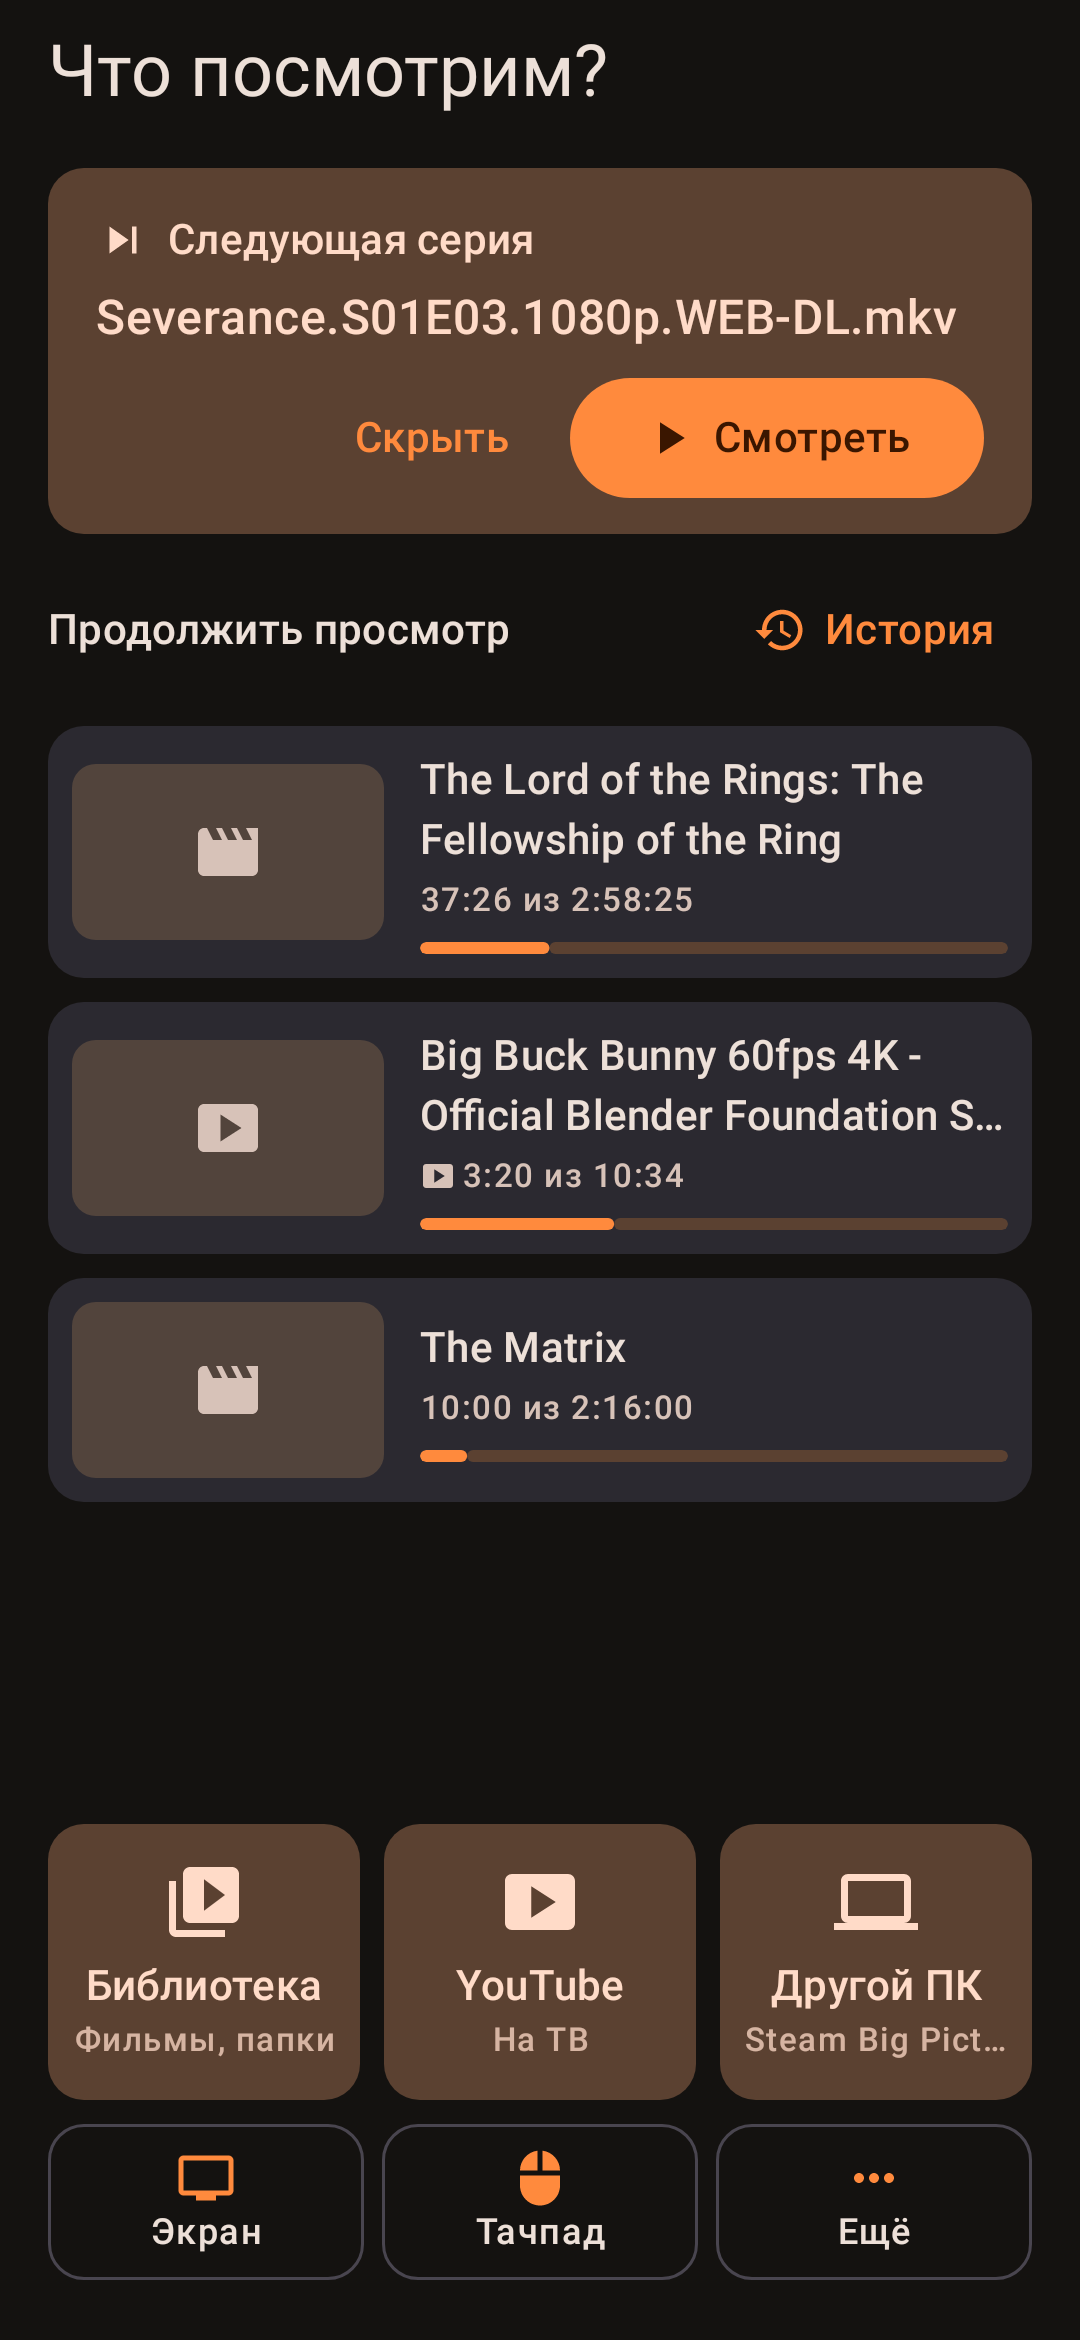 Что посмотрим?
Следующая серия
Severance.S01E03.1080p.WEB-DL.mkv
Скрыть
Смотреть
Продолжить просмотр
История
The Lord of the Rings: The
Fellowship of the Ring
37:26 из 2:58:25
Big Buck Bunny 60fps 4K -
Official Blender Foundation S…
3:20 из 10:34
The Matrix
10:00 из 2:16:00
Библиотека
Фильмы, папки
YouTube
На ТВ
Другой ПК
Steam Big Pict…
Экран
Тачпад
Ещё